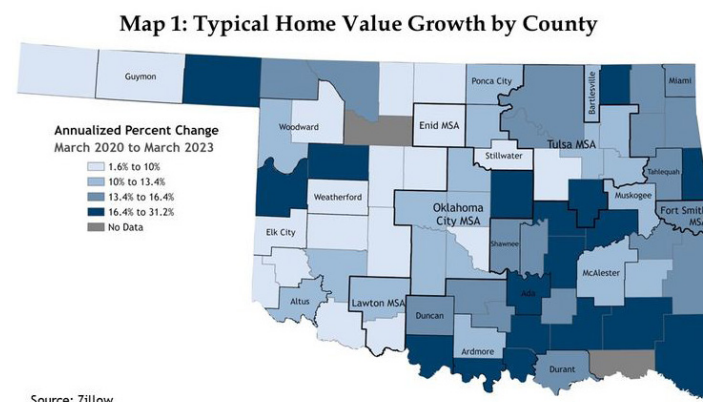 Map 1: Typical Home Value Growth by County
Guymon
Ponca City
Bartlesville
Miami
Annualized Percent Change
March 2020 to March 2023
1.6% to 10%
10% to 13.4%
13.4% to 16.4%
16.4% to 31.2%
No Data
Woodward
Enid MSA
Tulsa MSA
Stillwater
Tahlequah
Weatherford
Muskogee
Oklahoma
City MSA
Fort Smith
MSA
Elk City
Shawnee
McAlester
Altus
Lawton MSA
Ada
Duncan
Ardmore
Durant
Source: Zillow